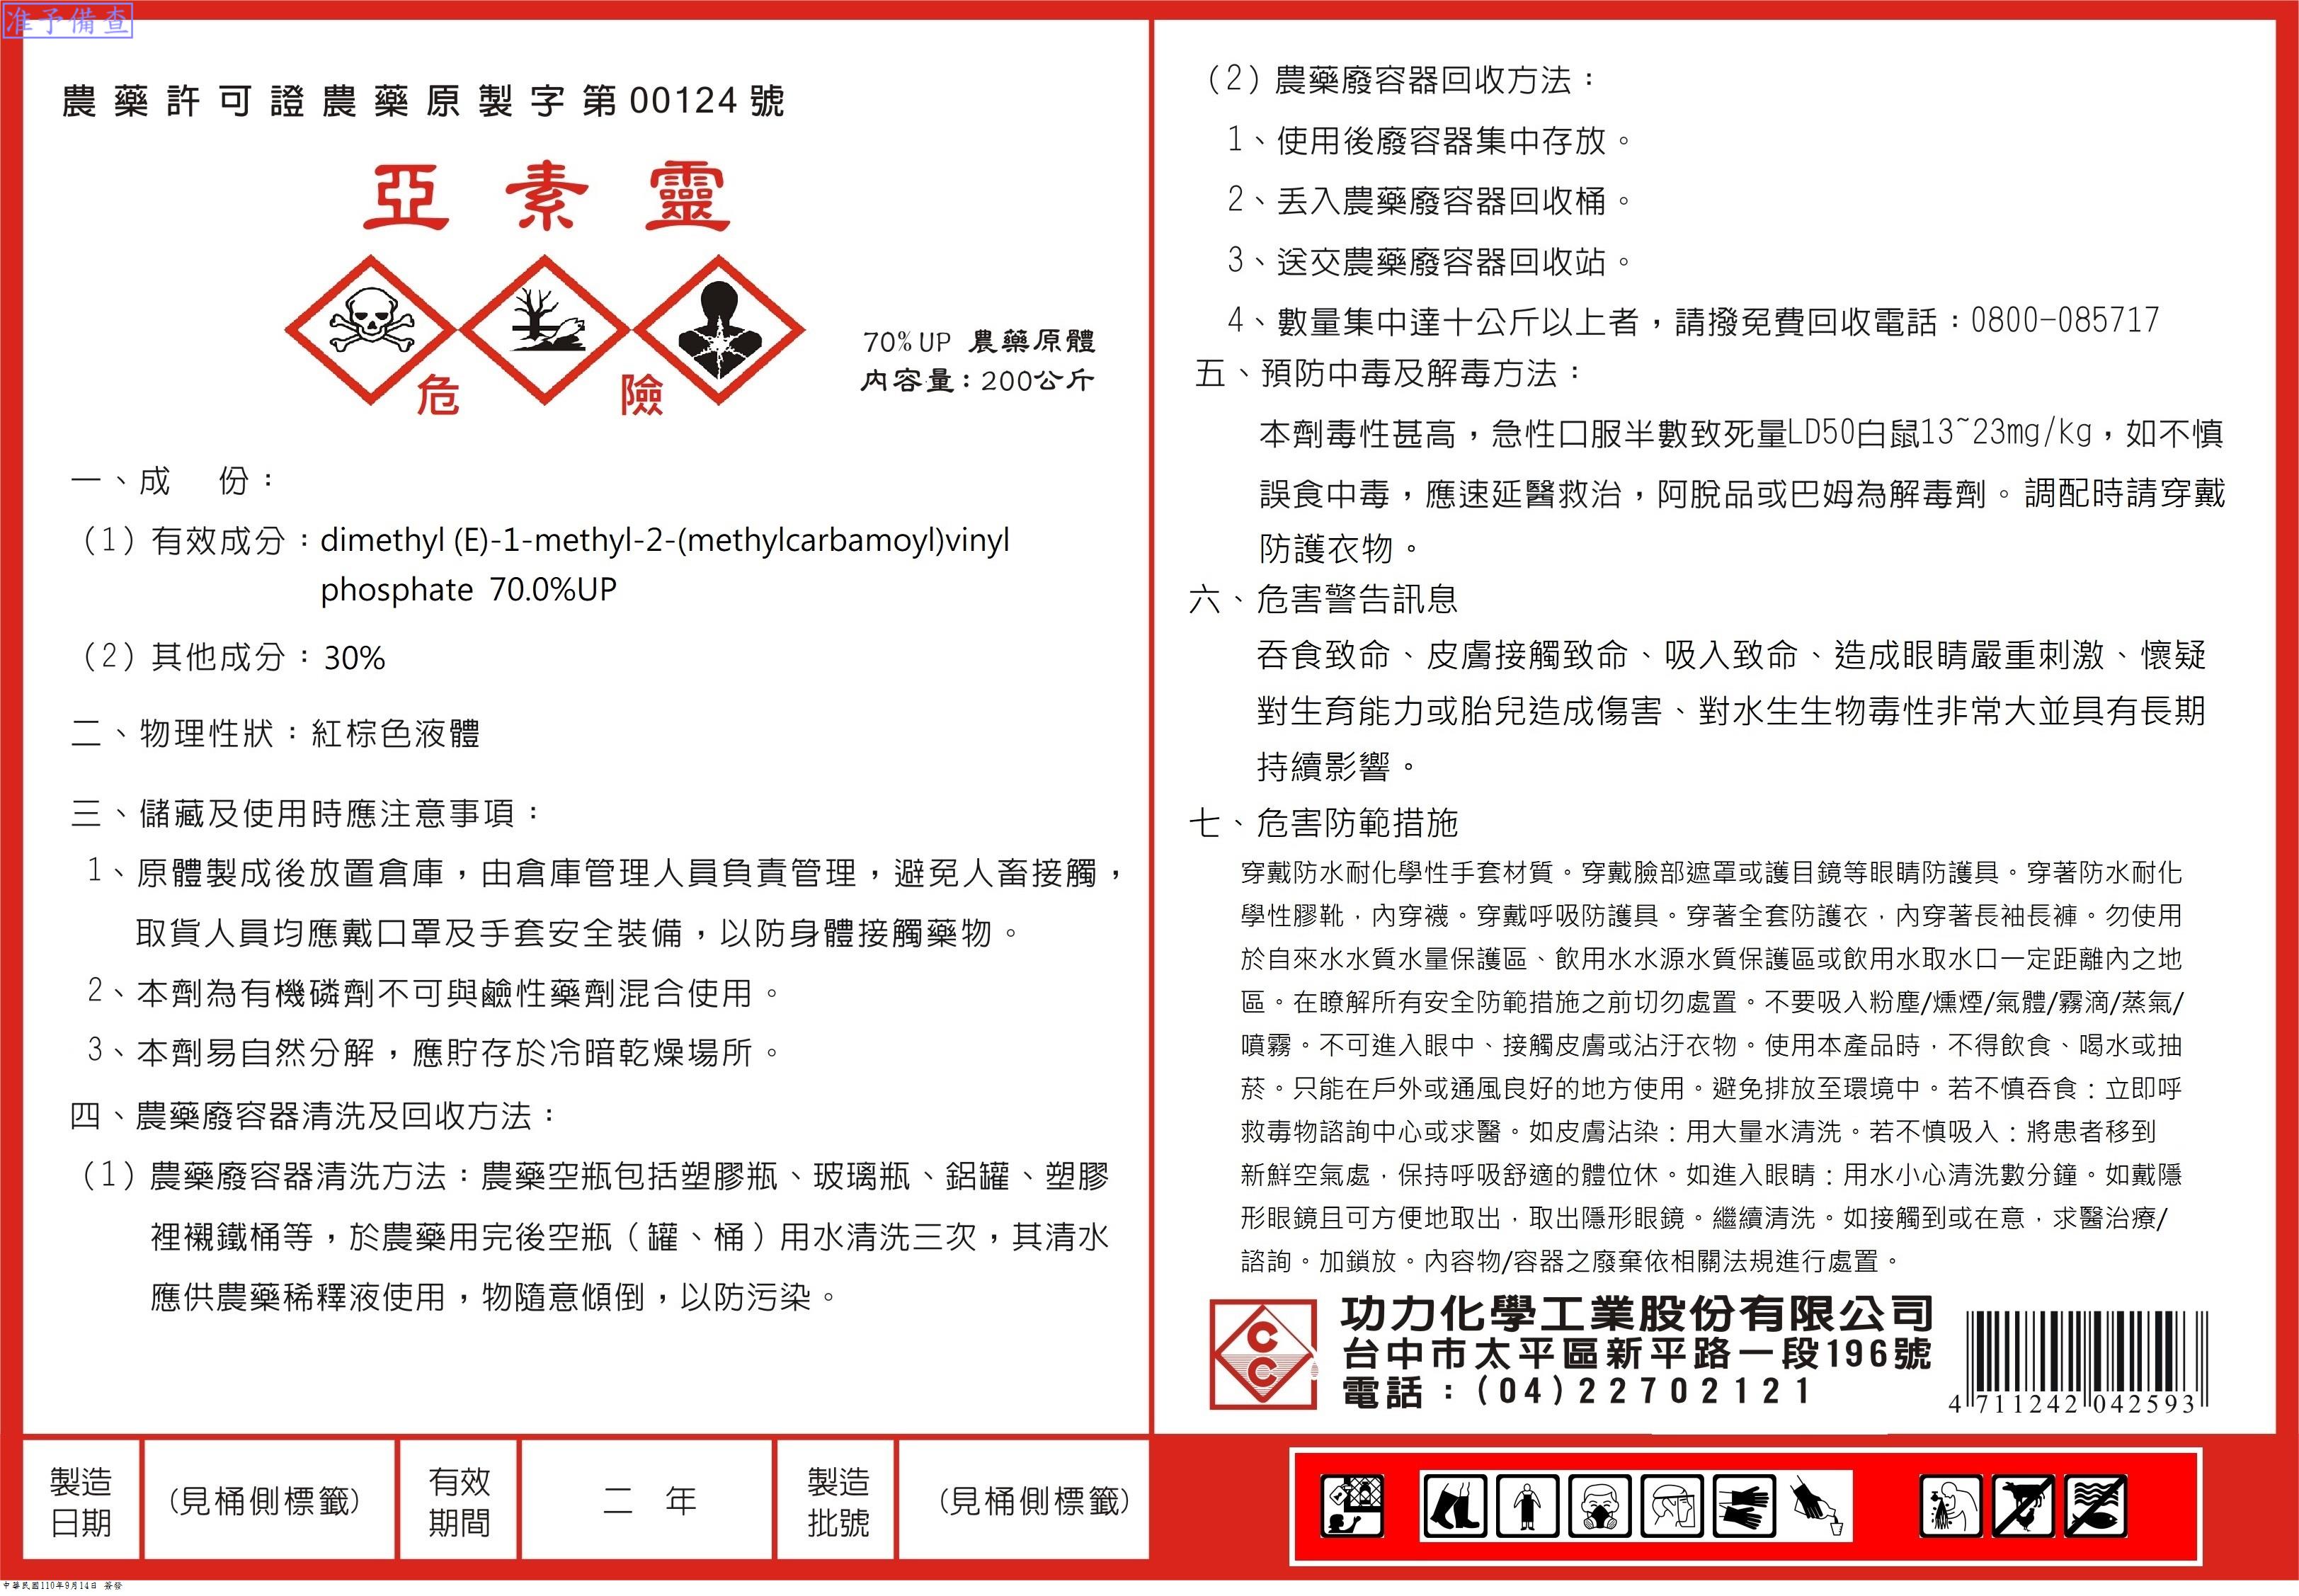 准予備查
農藥許可證農藥原製字第00124號
亞素靈
危險
70% UP 農藥原體
內容量：200公斤
一、成　份：
（1）有效成分：dimethyl (E)-1-methyl-2-(methylcarbamoyl)vinyl
phosphate 70.0%UP
（2）其他成分：30%
二、物理性狀：紅棕色液體
三、儲藏及使用時應注意事項：
1、原體製成後放置倉庫，由倉庫管理人員負責管理，避免人畜接觸，
取貨人員均應戴口罩及手套安全裝備，以防身體接觸藥物。
2、本劑為有機磷劑不可與鹼性藥劑混合使用。
3、本劑易自然分解，應貯存於冷暗乾燥場所。
四、農藥廢容器清洗及回收方法：
（1）農藥廢容器清洗方法：農藥空瓶包括塑膠瓶、玻璃瓶、鋁罐、塑膠
裡襯鐵桶等，於農藥用完後空瓶（罐、桶）用水清洗三次，其清水
應供農藥稀釋液使用，物隨意傾倒，以防污染。
（2）農藥廢容器回收方法：
1、使用後廢容器集中存放。
2、丟入農藥廢容器回收桶。
3、送交農藥廢容器回收站。
4、數量集中達十公斤以上者，請撥免費回收電話：0800-085717
五、預防中毒及解毒方法：
本劑毒性甚高，急性口服半數致死量LD50白鼠13~23mg/kg，如不慎
誤食中毒，應速延醫救治，阿脫品或巴姆為解毒劑。調配時請穿戴
防護衣物。
六、危害警告訊息
吞食致命、皮膚接觸致命、吸入致命、造成眼睛嚴重刺激、懷疑
對生育能力或胎兒造成傷害、對水生生物毒性非常大並具有長期
持續影響。
七、危害防範措施
穿戴防水耐化學性手套材質。穿戴臉部遮罩或護目鏡等眼睛防護具。穿著防水耐化
學性膠靴，內穿襪。穿戴呼吸防護具。穿著全套防護衣，內穿著長袖長褲。勿使用
於自來水水質水量保護區、飲用水水源水質保護區或飲用水取水口一定距離內之地
區。在瞭解所有安全防範措施之前切勿處置。不要吸入粉塵/燻煙/氣體/霧滴/蒸氣/
噴霧。不可進入眼中、接觸皮膚或沾汙衣物。使用本產品時，不得飲食、喝水或抽
菸。只能在戶外或通風良好的地方使用。避免排放至環境中。若不慎吞食：立即呼
救毒物諮詢中心或求醫。如皮膚沾染：用大量水清洗。若不慎吸入：將患者移到
新鮮空氣處，保持呼吸舒適的體位休。如進入眼睛：用水小心清洗數分鐘。如戴隱
形眼鏡且可方便地取出，取出隱形眼鏡。繼續清洗。如接觸到或在意，求醫治療/
諮詢。加鎖放。內容物/容器之廢棄依相關法規進行處置。
C
C
功力化學工業股份有限公司
台中市太平區新平路一段196號
電話：(04)22702121
4 711242 042593
製造日期
(見桶側標籤)
有效期間
二 年
製造批號
(見桶側標籤)
中華民國110年9月14日 簽發